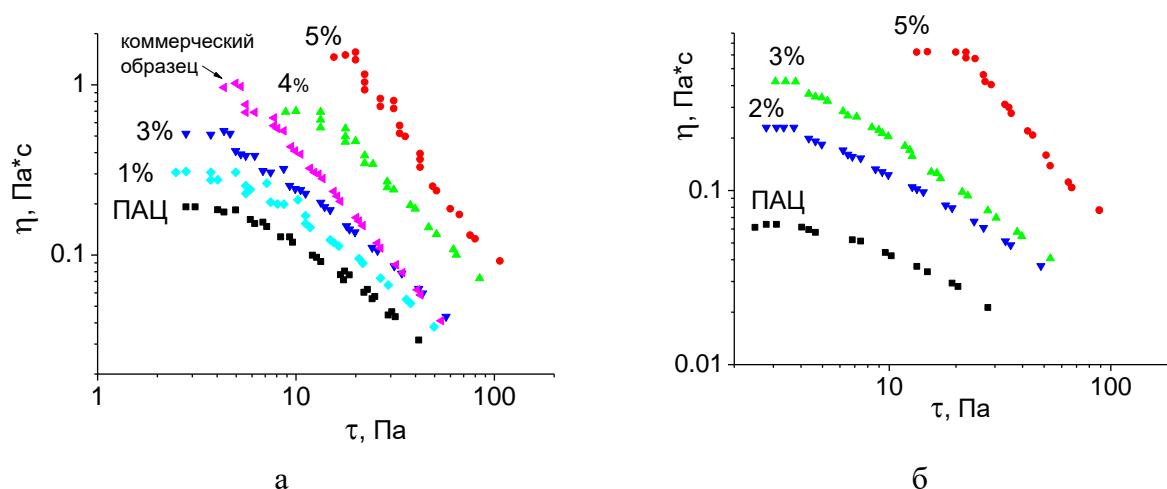 коммерческий
образец
5%
4%
3%
1%
ПАЦ
1
0.1
η, Па*с
1
10
100
τ, Па
а
5%
3%
2%
ПАЦ
0.1
0.01
η, Па*с
10
100
τ, Па
б